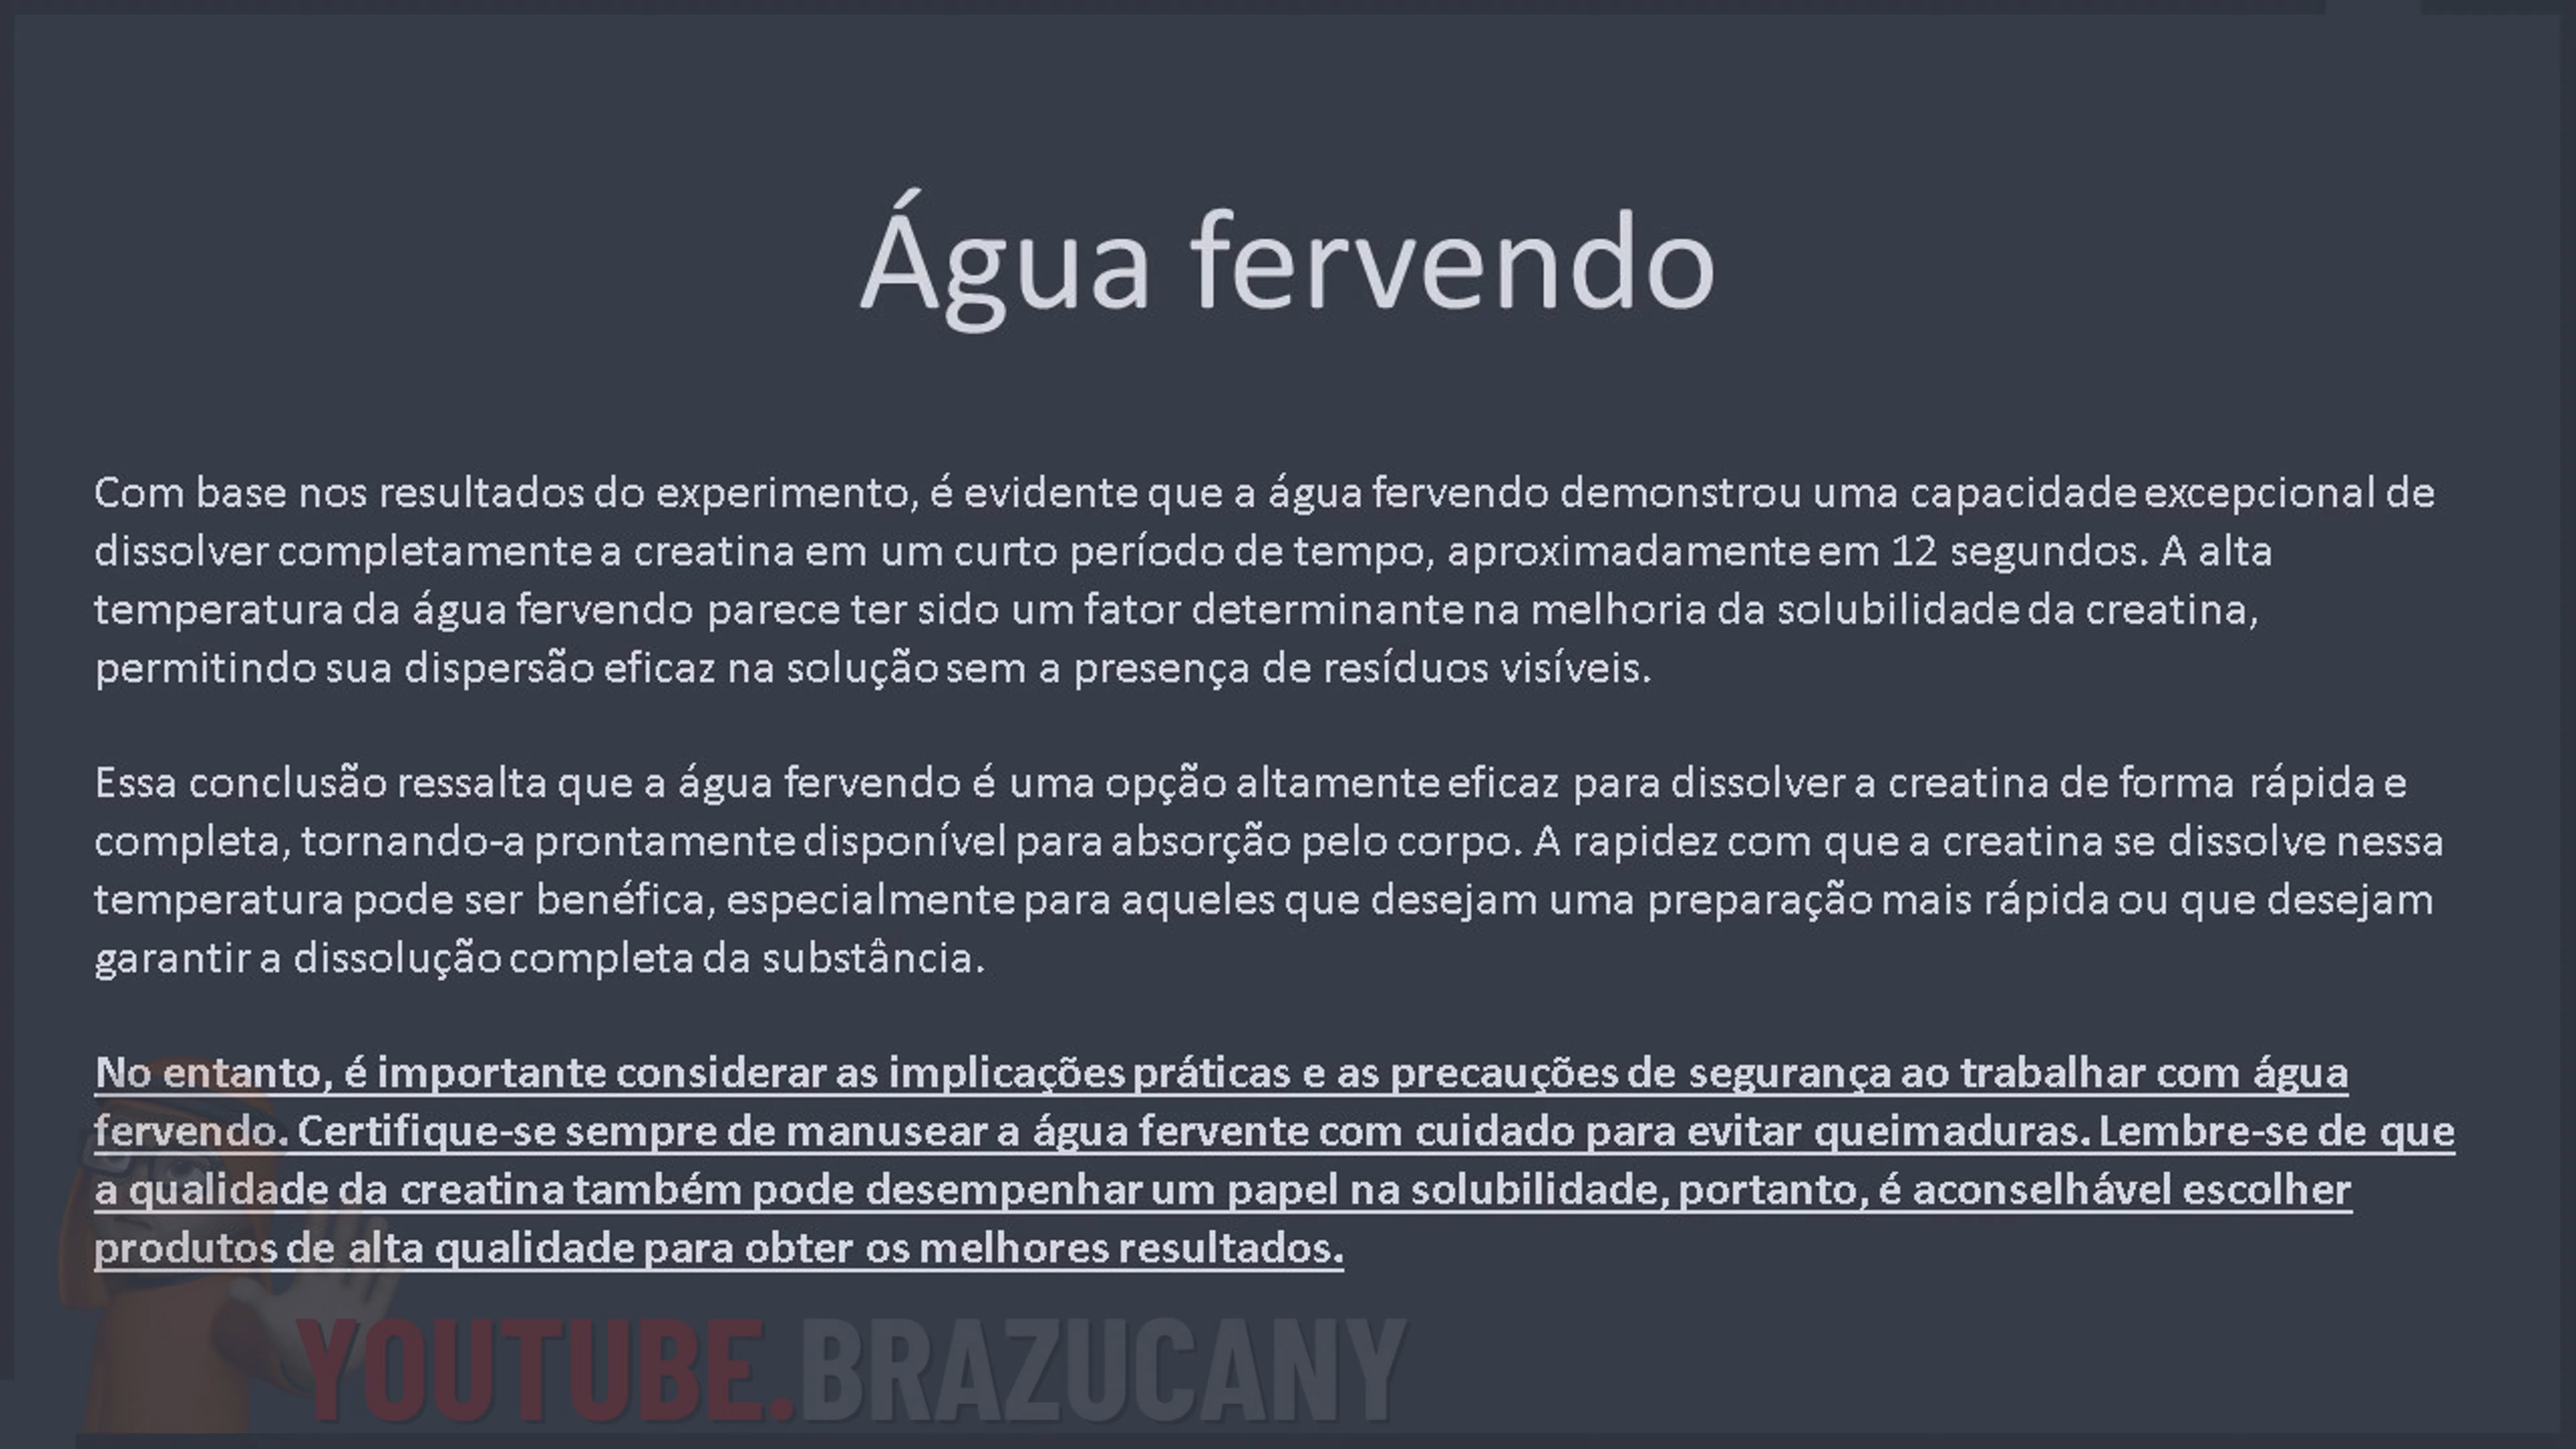 Água fervendo
Com base nos resultados do experimento, é evidente que a água fervendo demonstrou uma capacidade excepcional de
dissolver completamente a creatina em um curto período de tempo, aproximadamente em 12 segundos. A alta
temperatura da água fervendo parece ter sido um fator determinante na melhoria da solubilidade da creatina,
permitindo sua dispersão eficaz na solução sem a presença de resíduos visíveis.
Essa conclusão ressalta que a água fervendo é uma opção altamente eficaz para dissolver a creatina de forma rápida e
completa, tornando-a prontamente disponível para absorção pelo corpo. A rapidez com que a creatina se dissolve nessa
temperatura pode ser benéfica, especialmente para aqueles que desejam uma preparação mais rápida ou que desejam
garantir a dissolução completa da substância.
No entanto, é importante considerar as implicações práticas e as precauções de segurança ao trabalhar com água
fervendo. Certifique-se sempre de manusear a água fervente com cuidado para evitar queimaduras. Lembre-se de que
a qualidade da creatina também pode desempenhar um papel na solubilidade, portanto, é aconselhável escolher
produtos de alta qualidade para obter os melhores resultados.
YOUTUBE.BRAZUCANY